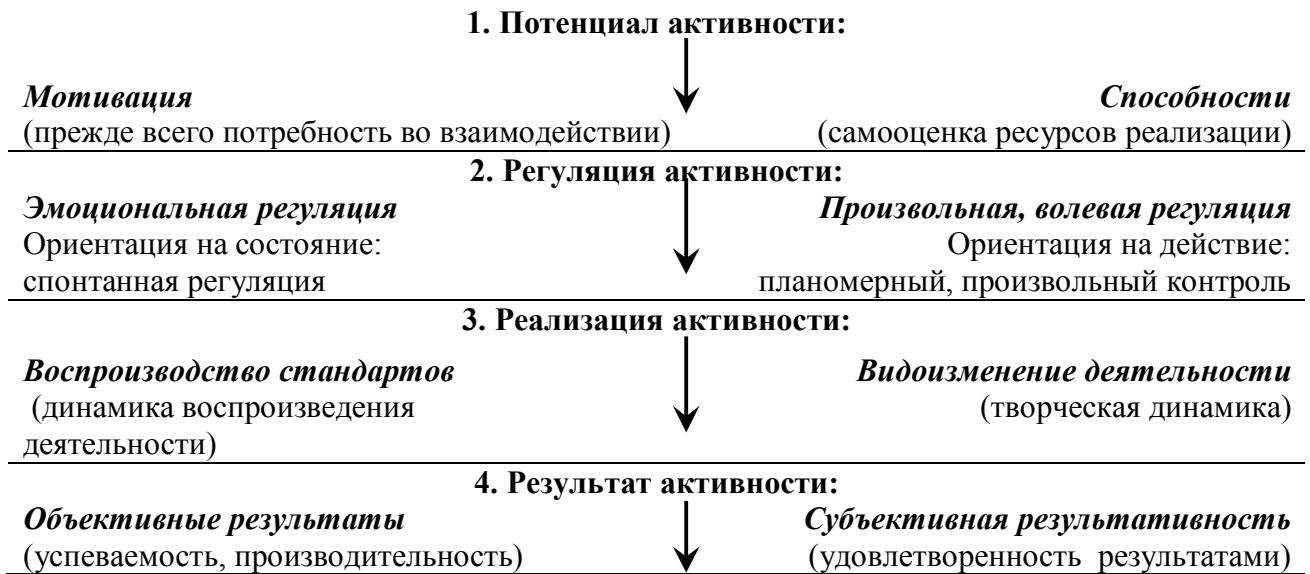 1. Потенциал активности:
Мотивация Способности
(прежде всего потребность во взаимодействии) (самооценка ресурсов реализации)
2. Регуляция активности:
Эмоциональная регуляция Произвольная, волевая регуляция
Ориентация на состояние: Ориентация на действие:
спонтанная регуляция планомерный, произвольный контроль
3. Реализация активности:
Воспроизводство стандартов Видоизменение деятельности
(динамика воспроизведения (творческая динамика)
деятельности)
4. Результат активности:
Объективные результаты Субъективная результативность
(успеваемость, производительность) (удовлетворенность результатами)